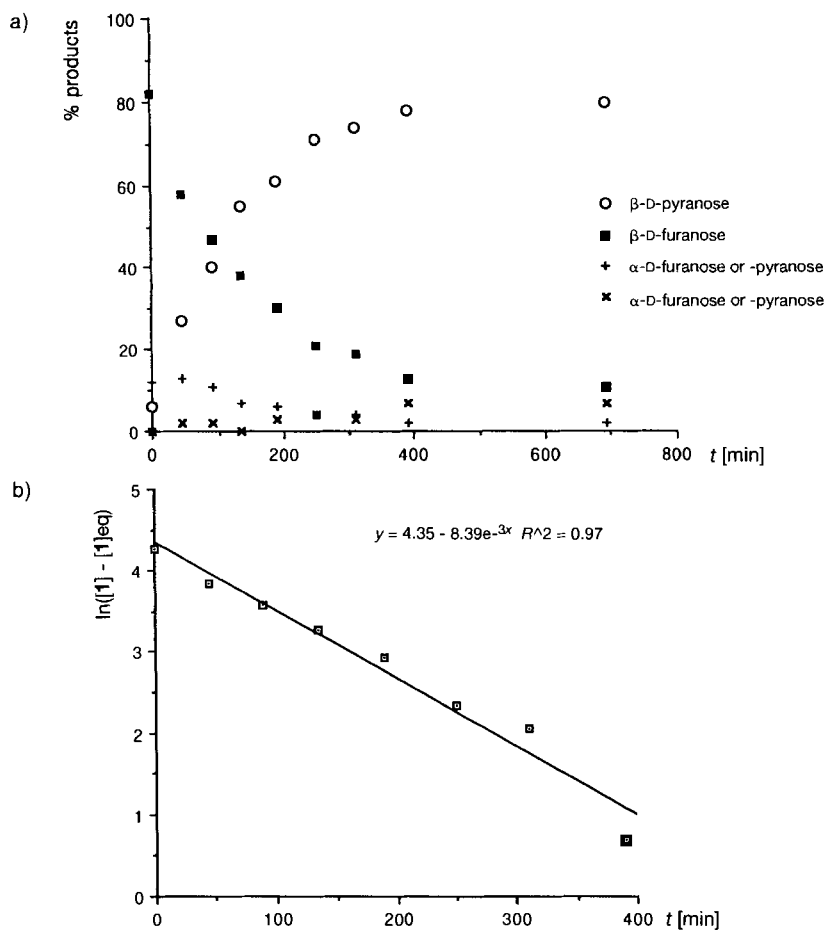 a)
% products
100
80
60
40
20
0
0
200
400
600
800
t [min]
β-D-pyranose
β-D-furanose
α-D-furanose or -pyranose
α-D-furanose or -pyranose
b)
ln([1] - [1]eq)
5
4
3
2
1
0
y = 4.35 - 8.39e-3x R^2 = 0.97
0
100
200
300
400
t [min]